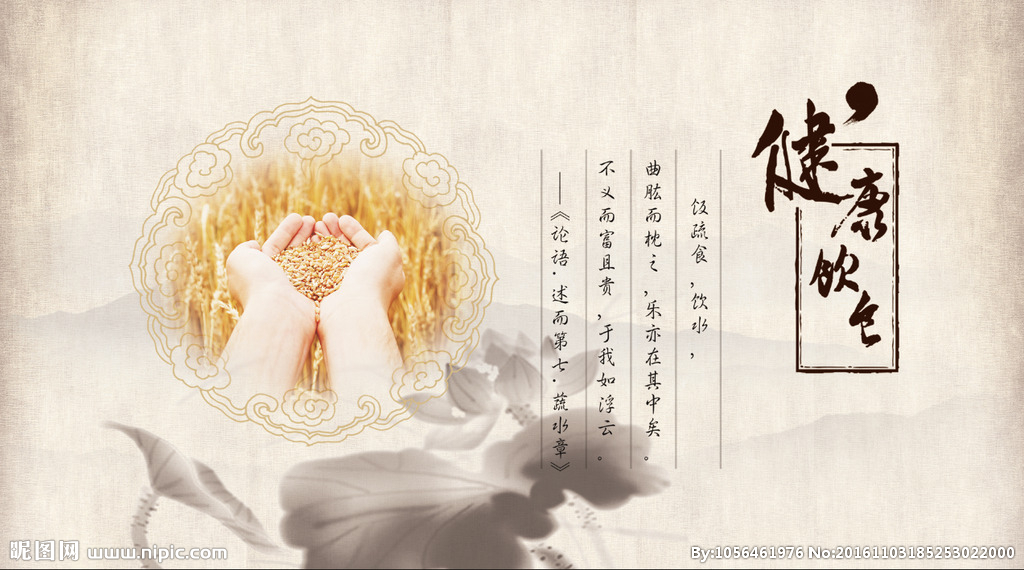 健康饮食
饭疏食,饮水,
曲肱而枕之,乐亦在其中矣。
不义而富且贵,于我如浮云。
——《论语·述而第七·蔬水章》
昵图网 www.nipic.com
By:1056461976 No:20161103185253022000